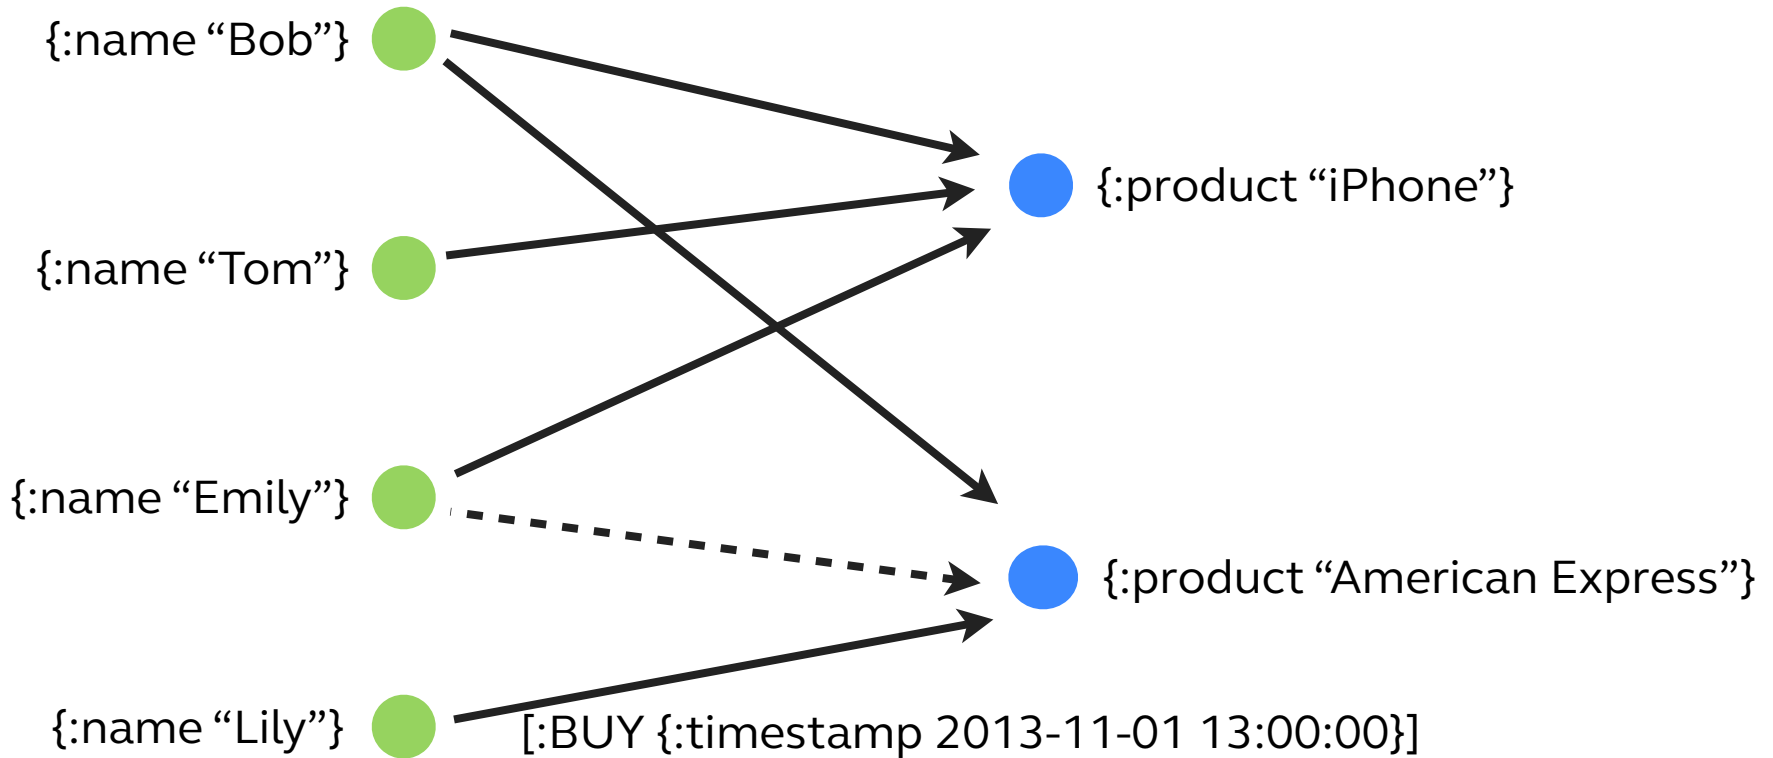 {:name “Bob”}
{:product “iPhone”}
{:name “Tom”}
{:name “Emily”}
{:product “American Express”}
{:name “Lily”}
[:BUY {:timestamp 2013-11-01 13:00:00}]